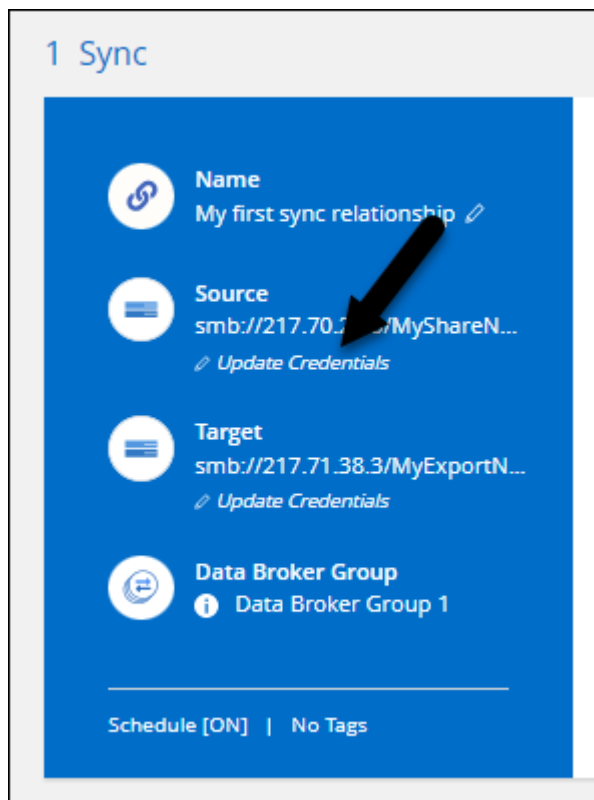 1 Sync
Name
My first sync relationship
Source
smb://217.70.2 /MyShareN...
Update Credentials
Target
smb://217.71.38.3/MyExportN...
Update Credentials
Data Broker Group
Data Broker Group 1
Schedule [ON] | No Tags